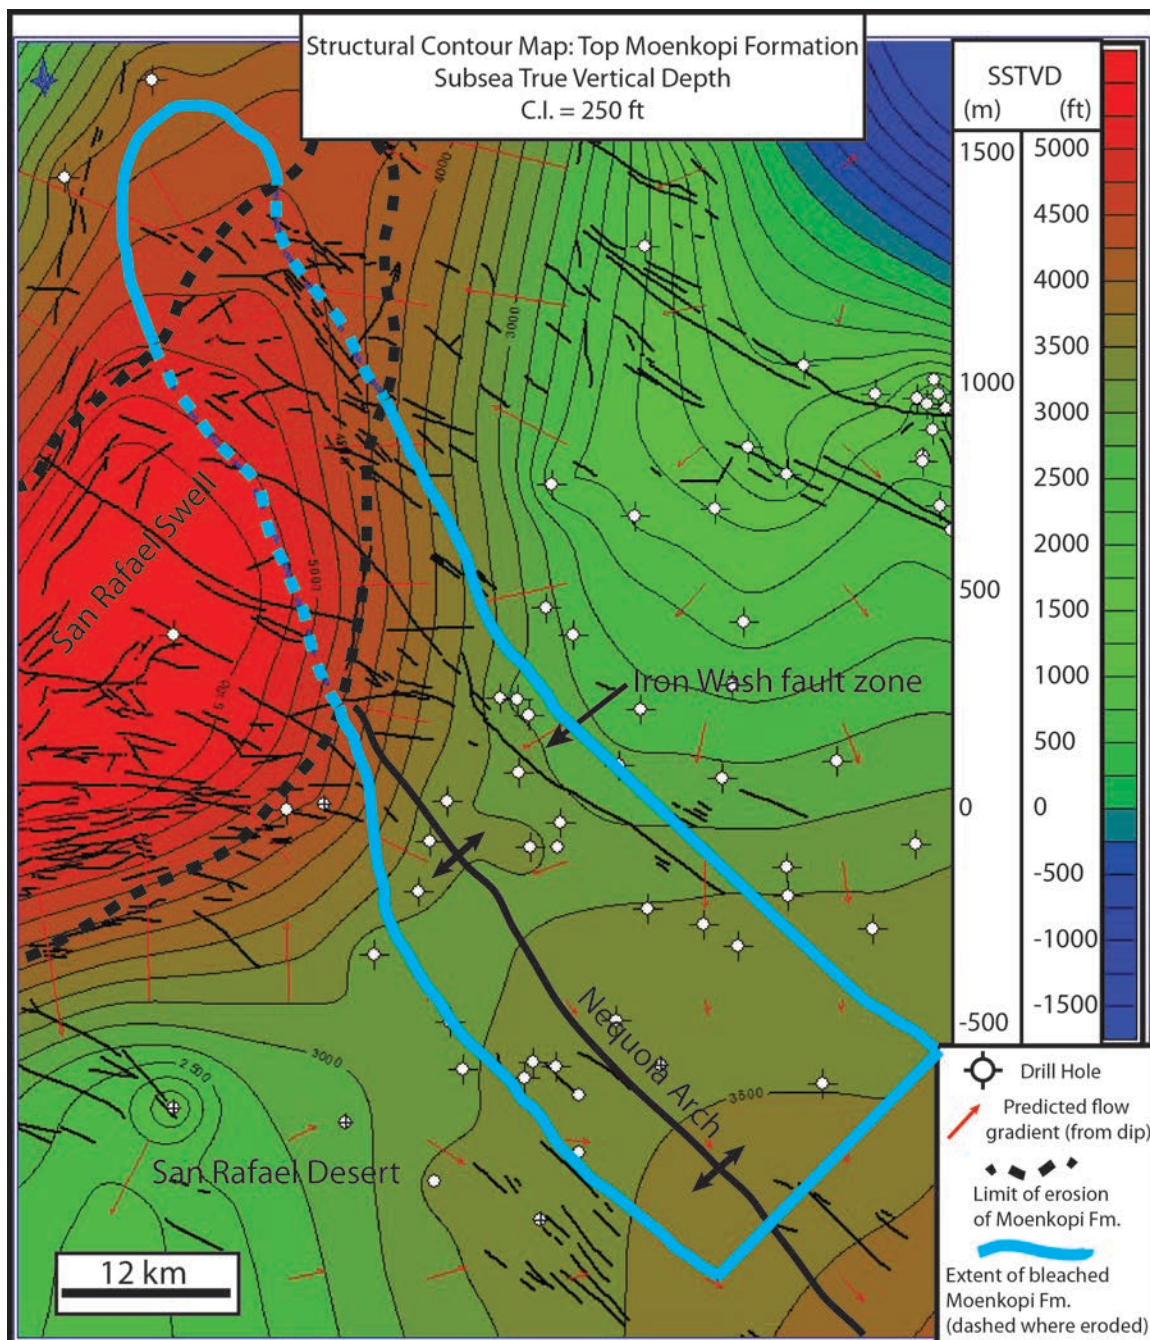 Structural Contour Map: Top Moenkopi Formation
Subsea True Vertical Depth
C.I. = 250 ft
SSTVD
(m) (ft)
1500
1000
500
0
-500
5000
4500
4000
3500
3000
2500
2000
1500
1000
500
0
-500
-1000
-1500
4000
3000
San Rafael Swell
5000
Iron Wash fault zone
Nequoia Arch
3000
2500
3500
San Rafael Desert
12 km
Drill Hole
Predicted flow
gradient (from dip)
Limit of erosion
of Moenkopi Fm.
Extent of bleached
Moenkopi Fm.
(dashed where eroded)